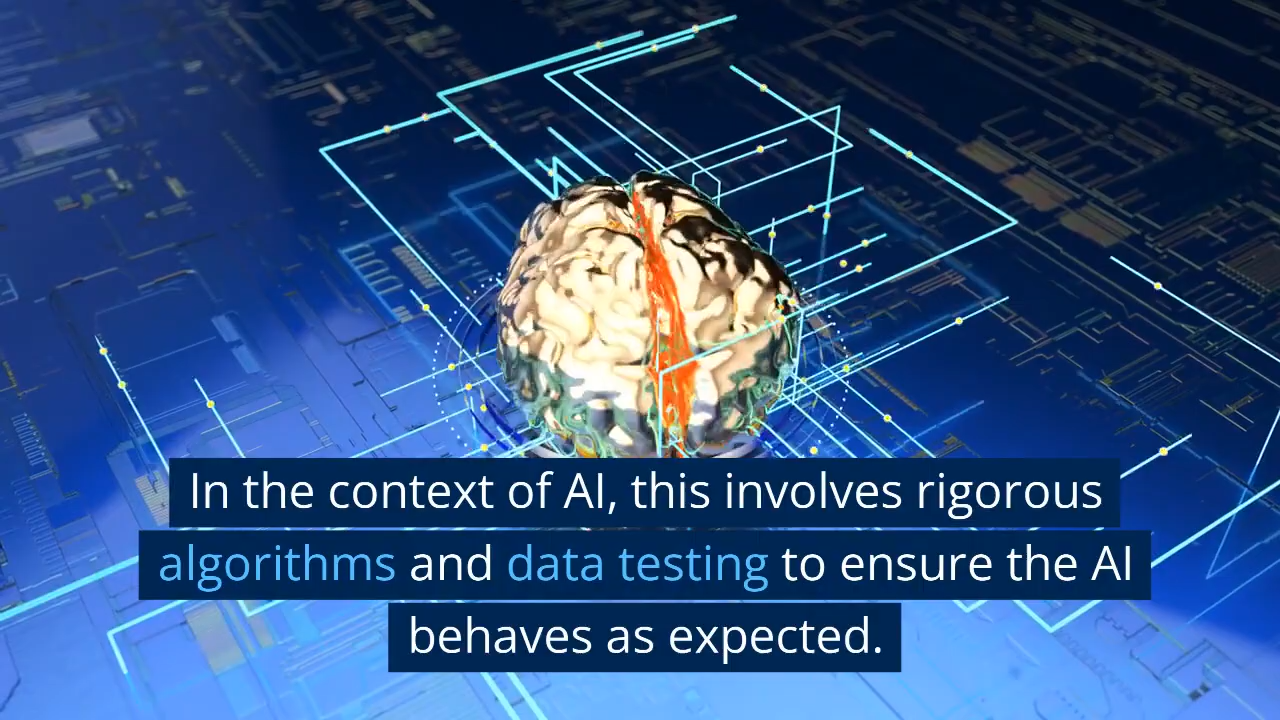 In the context of AI, this involves rigorous
algorithms and data testing to ensure the AI
behaves as expected.